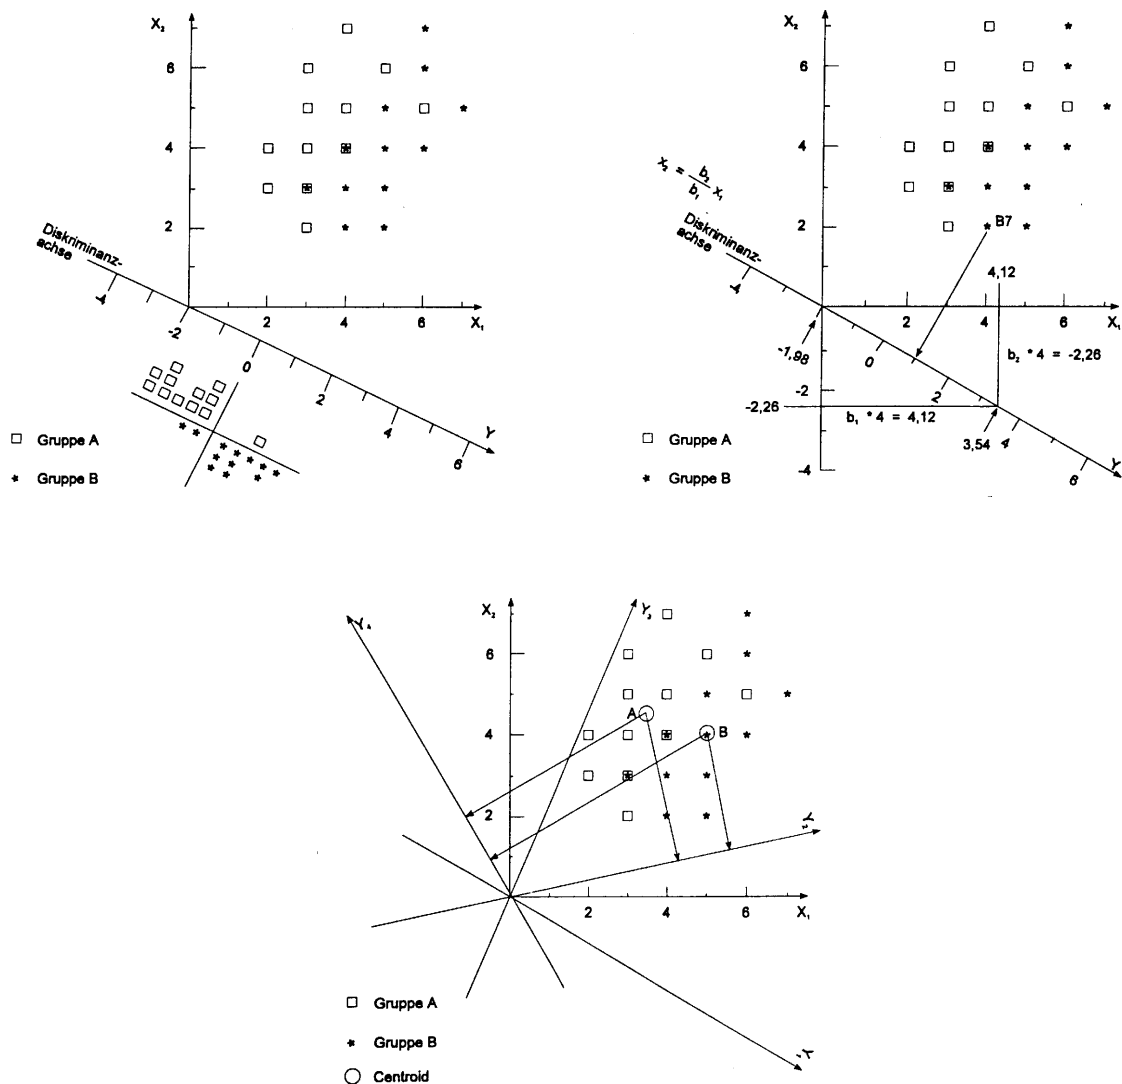 X₂
6
4
2
Diskriminanz-
achse
-4
-2
0
2
4
6
2
4
6
X₁
Y
Gruppe A
Gruppe B
X₂
6
4
2
x₂ = b₂/b₁ x₁
Diskriminanz-
achse
-4
B7
4,12
2
4
6
X₁
-1,98
0
b₂ * 4 = -2,26
-2
2
-2,26
b₁ * 4 = 4,12
3,54
4
-4
6
Y
Gruppe A
Gruppe B
X₂
Y₄
Y₃
6
4
2
A
B
2
4
6
X₁
Gruppe A
Gruppe B
Centroid